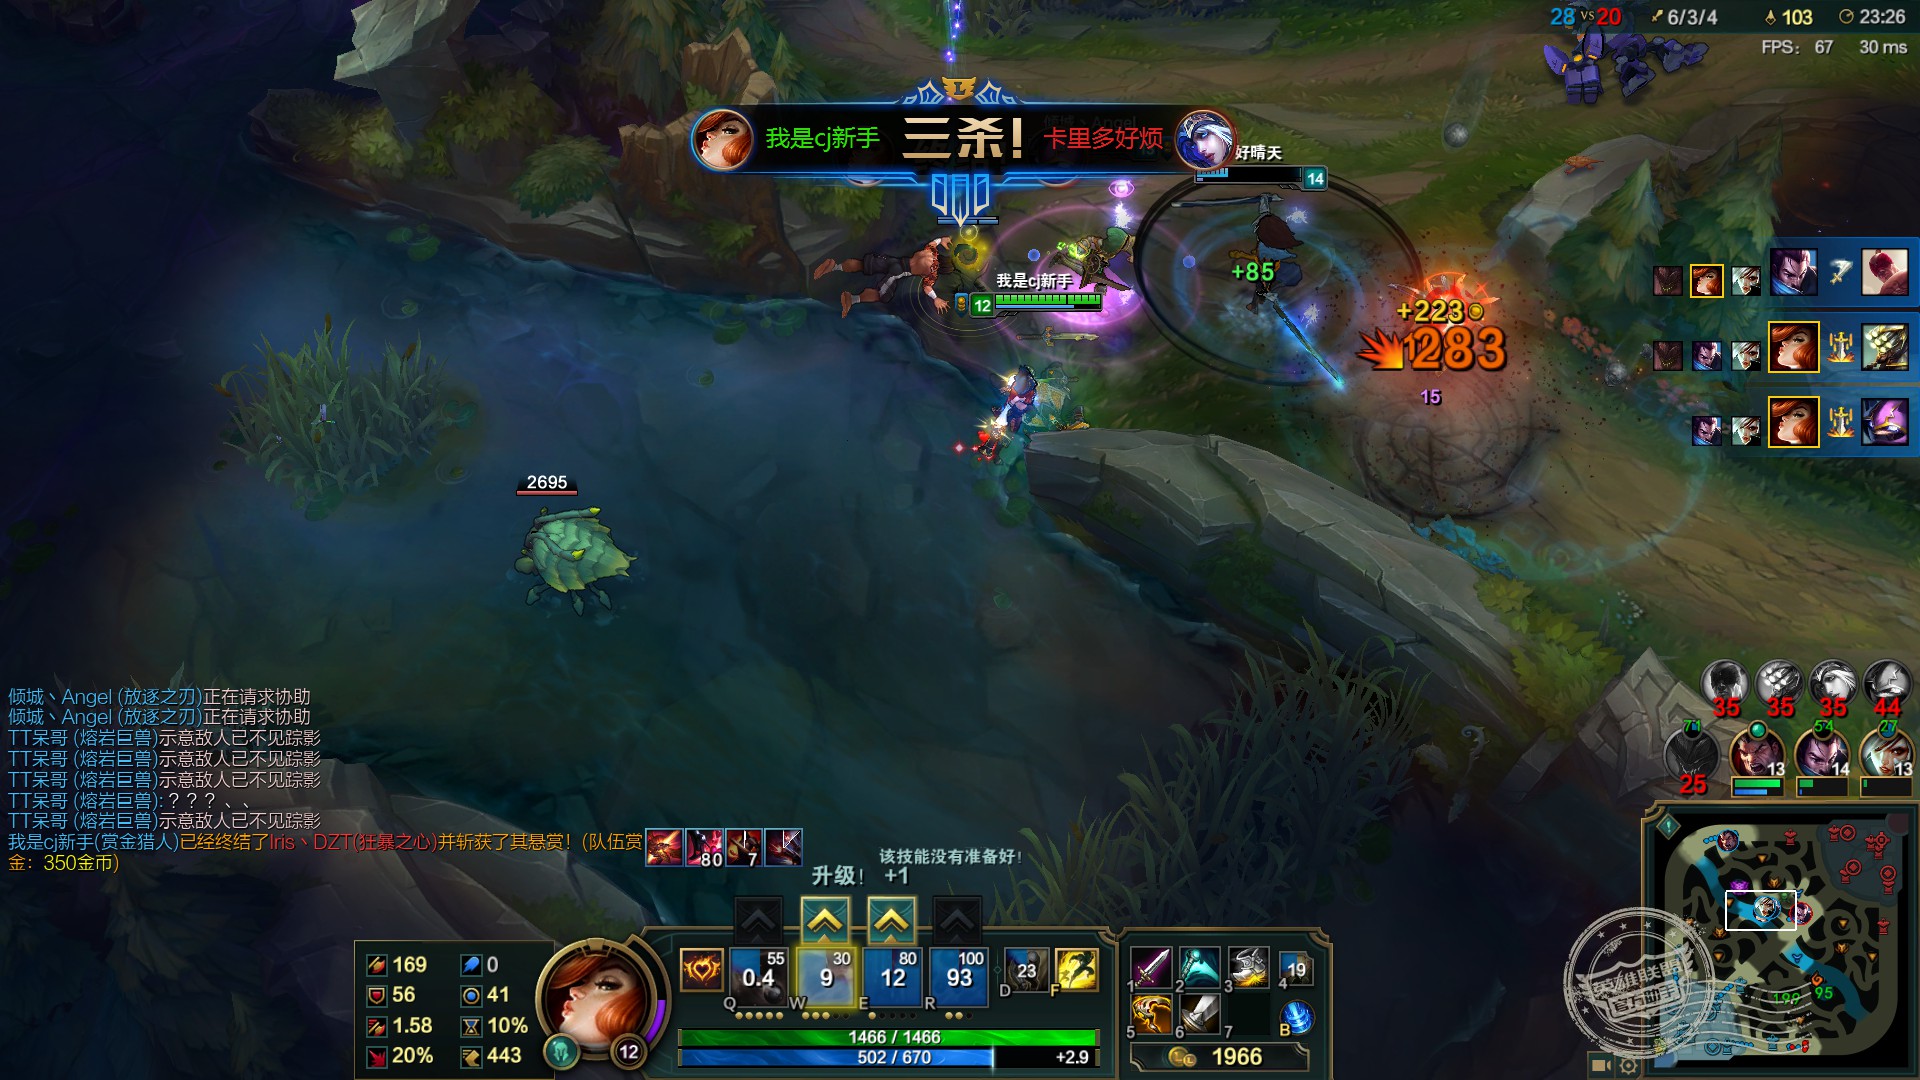 28 vs 20 6/3/4 103 23:26
FPS: 67 30 ms
我是cj新手 三杀! 卡里多好烦
好晴天
14
我是cj新手
12
+85
+223
283
15
2695
倾城丶Angel (放逐之刃)正在请求协助
倾城丶Angel (放逐之刃)正在请求协助
TT呆哥 (熔岩巨兽)示意敌人已不见踪影
TT呆哥 (熔岩巨兽)示意敌人已不见踪影
TT呆哥 (熔岩巨兽)示意敌人已不见踪影
TT呆哥 (熔岩巨兽): ？？？、、
TT呆哥 (熔岩巨兽)示意敌人已不见踪影
我是cj新手(赏金猎人)已经终结了Iris丶DZT(狂暴之心)并斩获了其悬赏！(队伍赏
金：350金币)
80 7
该技能没有准备好!
升级! +1
35 35 35 44
71 54 27
25 13 14 13
169 0
56 41
1.58 10%
20% 443
12
55 30 80 100
0.4 9 12 93 23
Q W E R D F
1466 / 1466
502 / 670 +2.9
1 2 3 4 19
5 6 7 B
1966
199 95
英雄联盟